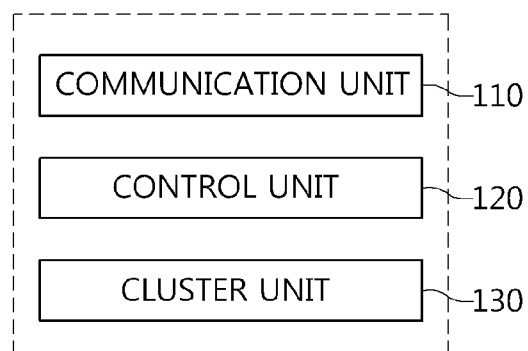 COMMUNICATION UNIT 110
CONTROL UNIT 120
CLUSTER UNIT 130